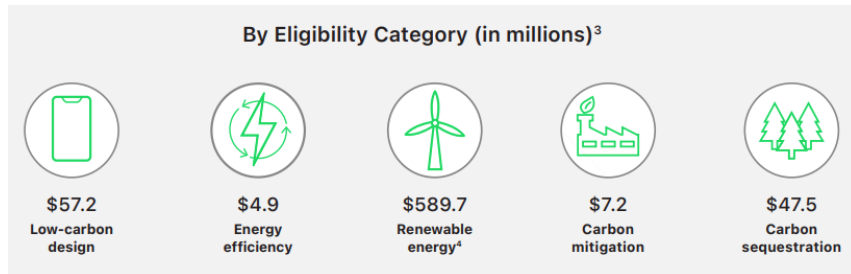 By Eligibility Category (in millions)³
$57.2
Low-carbon
design
$4.9
Energy
efficiency
$589.7
Renewable
energy⁴
$7.2
Carbon
mitigation
$47.5
Carbon
sequestration